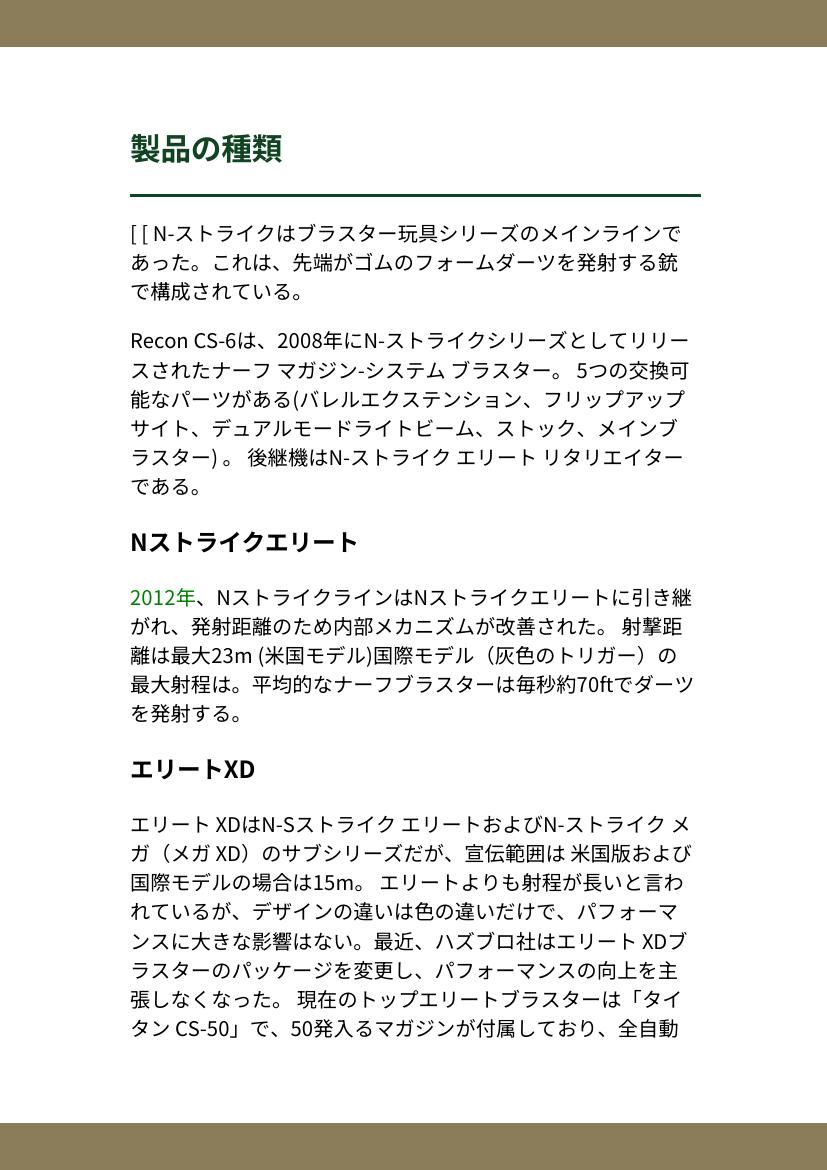 製品の種類
[ [ N-ストライクはブラスター玩具シリーズのメインラインで
あった。これは、先端がゴムのフォームダーツを発射する銃
で構成されている。
Recon CS-6は、2008年にN-ストライクシリーズとしてリリー
スされたナーフ マガジン-システム ブラスター。 5つの交換可
能なパーツがある(バレルエクステンション、フリップアップ
サイト、デュアルモードライトビーム、ストック、メインブ
ラスター) 。 後継機はN-ストライク エリート リタリエイター
である。
Nストライクエリート
2012年、NストライクラインはNストライクエリートに引き継
がれ、発射距離のため内部メカニズムが改善された。 射撃距
離は最大23m (米国モデル)国際モデル（灰色のトリガー）の
最大射程は。平均的なナーフブラスターは毎秒約70ftでダーツ
を発射する。
エリートXD
エリート XDはN-Sストライク エリートおよびN-ストライク メ
ガ（メガ XD）のサブシリーズだが、宣伝範囲は 米国版および
国際モデルの場合は15m。 エリートよりも射程が長いと言わ
れているが、デザインの違いは色の違いだけで、パフォーマ
ンスに大きな影響はない。最近、ハズブロ社はエリート XDブ
ラスターのパッケージを変更し、パフォーマンスの向上を主
張しなくなった。 現在のトップエリートブラスターは「タイ
タン CS-50」で、50発入るマガジンが付属しており、全自動